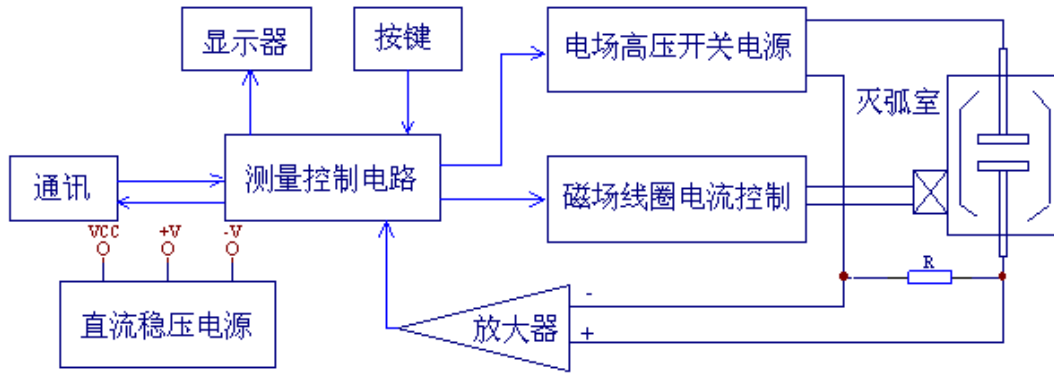 显示器
按键
电场高压开关电源
灭弧室
通讯
测量控制电路
磁场线圈电流控制
VCC
+V
-V
R
直流稳压电源
放大器
-
+